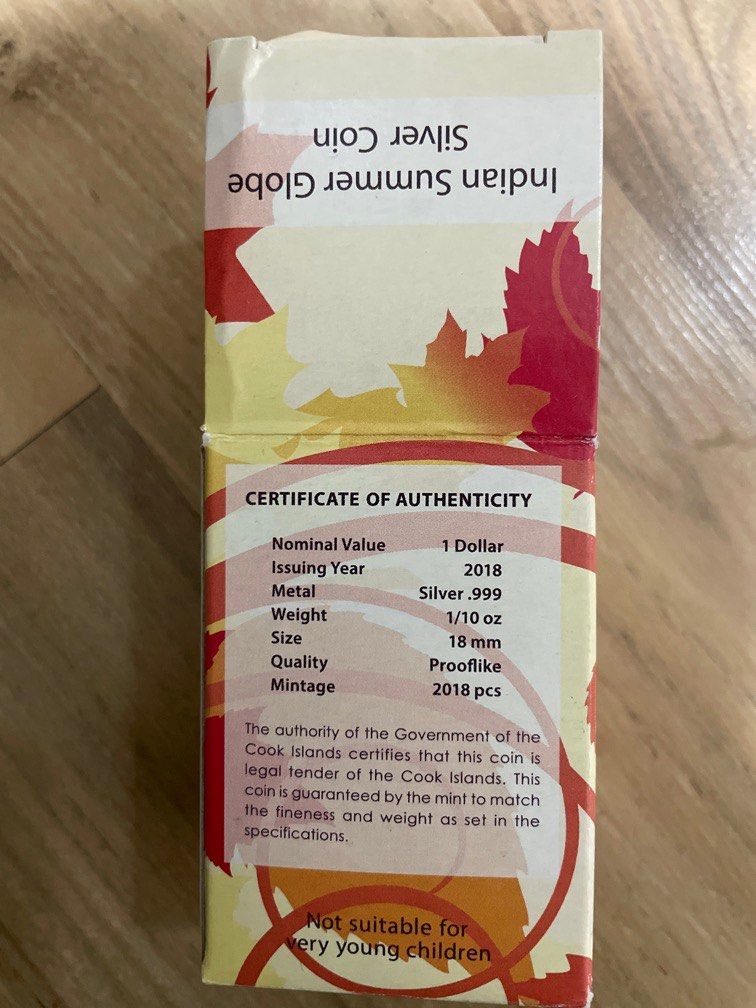 Indian Summer Globe
Silver Coin
CERTIFICATE OF AUTHENTICITY
Nominal Value 1 Dollar
Issuing Year 2018
Metal Silver .999
Weight 1/10 oz
Size 18 mm
Quality Prooflike
Mintage 2018 pcs
The authority of the Government of the
Cook Islands certifies that this coin is
legal tender of the Cook Islands. This
coin is guaranteed by the mint to match
the fineness and weight as set in the
specifications.
Not suitable for
very young children